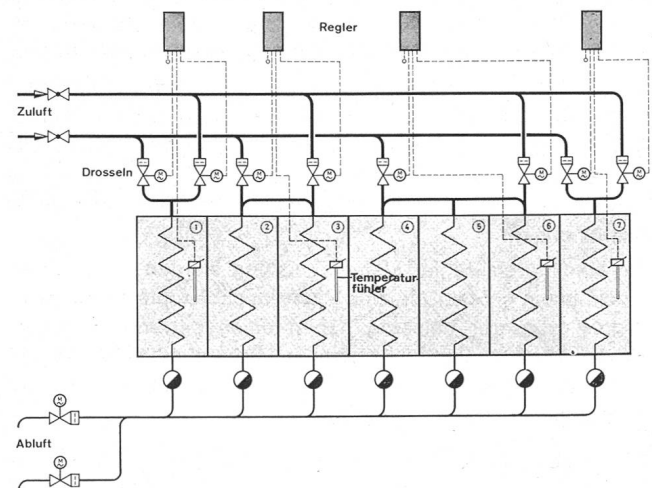 Regler
Zuluft
Drosseln
1 2 3 4 5 6 7
Temperatur-
fühler
M
Abluft
M